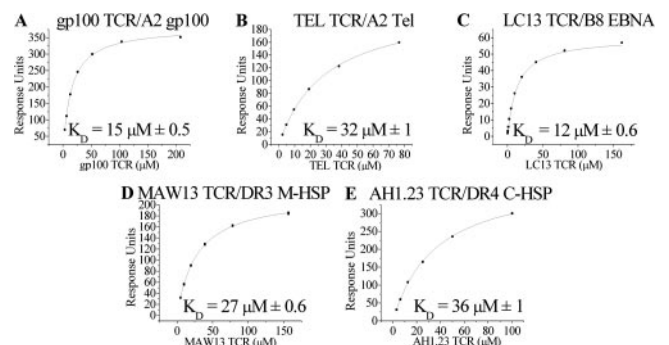 A gp100 TCR/A2 gp100
Response Units
350
300
250
200
150
100
50
K_D = 15 µM ± 0.5
0 50 100 150 200
gp100 TCR (µM)
B TEL TCR/A2 Tel
Response Units
180
160
140
120
100
80
60
40
20
0
K_D = 32 µM ± 1
0 10 20 30 40 50 60 70 80
TEL TCR (µM)
C LC13 TCR/B8 EBNA
Response Units
60
50
40
30
20
10
0
K_D = 12 µM ± 0.6
0 50 100 150
LC13 TCR (µM)
D MAW13 TCR/DR3 M-HSP
Response Units
200
180
160
140
120
100
80
60
40
20
0
K_D = 27 µM ± 0.6
0 50 100 150
MAW13 TCR µM)
E AH1.23 TCR/DR4 C-HSP
Response Units
300
250
200
150
100
50
0
K_D = 36 µM ± 1
0 20 40 60 80 100
AH1.23 TCR (µM)